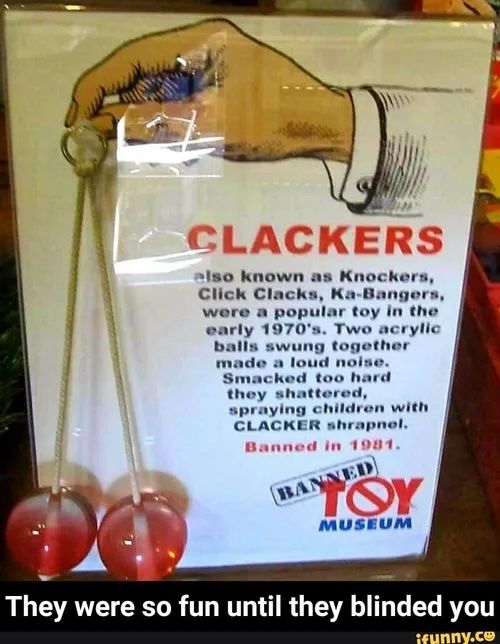 CLACKERS
also known as Knockers,
Click Clacks, Ka-Bangers,
were a popular toy in the
early 1970's. Two acrylic
balls swung together
made a loud noise.
Smacked too hard
they shattered,
spraying children with
CLACKER shrapnel.
Banned in 1981.
BANNED
TOY
MUSEUM
They were so fun until they blinded you
ifunny.co